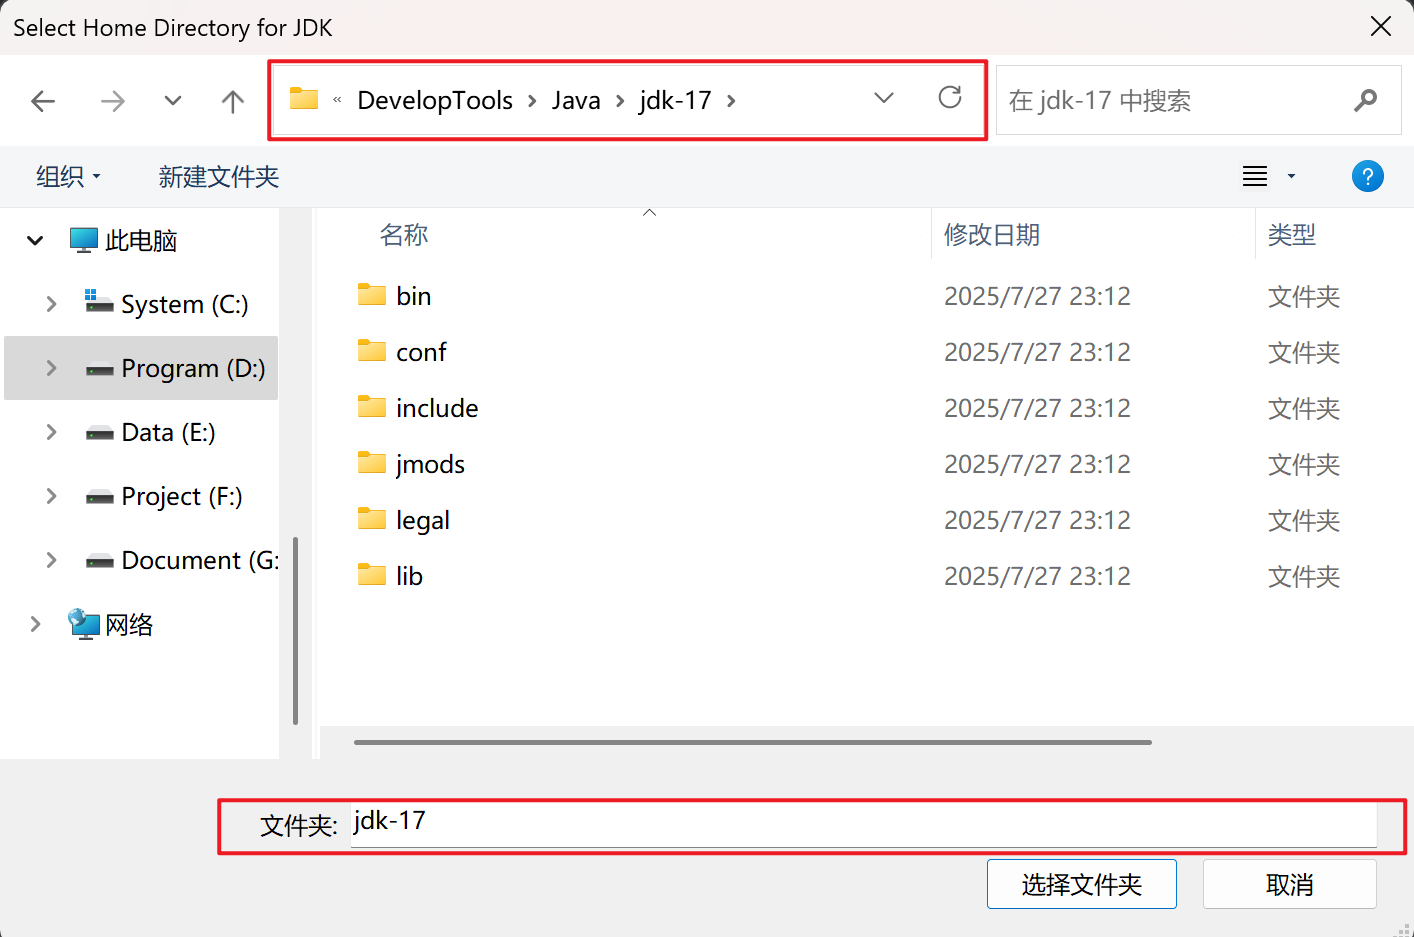 Select Home Directory for JDK
« DevelopTools > Java > jdk-17 >
在 jdk-17 中搜索
组织
新建文件夹
?
此电脑
System (C:)
Program (D:)
Data (E:)
Project (F:)
Document (G:
网络
名称 修改日期 类型
bin 2025/7/27 23:12 文件夹
conf 2025/7/27 23:12 文件夹
include 2025/7/27 23:12 文件夹
jmods 2025/7/27 23:12 文件夹
legal 2025/7/27 23:12 文件夹
lib 2025/7/27 23:12 文件夹
文件夹: jdk-17
选择文件夹 取消